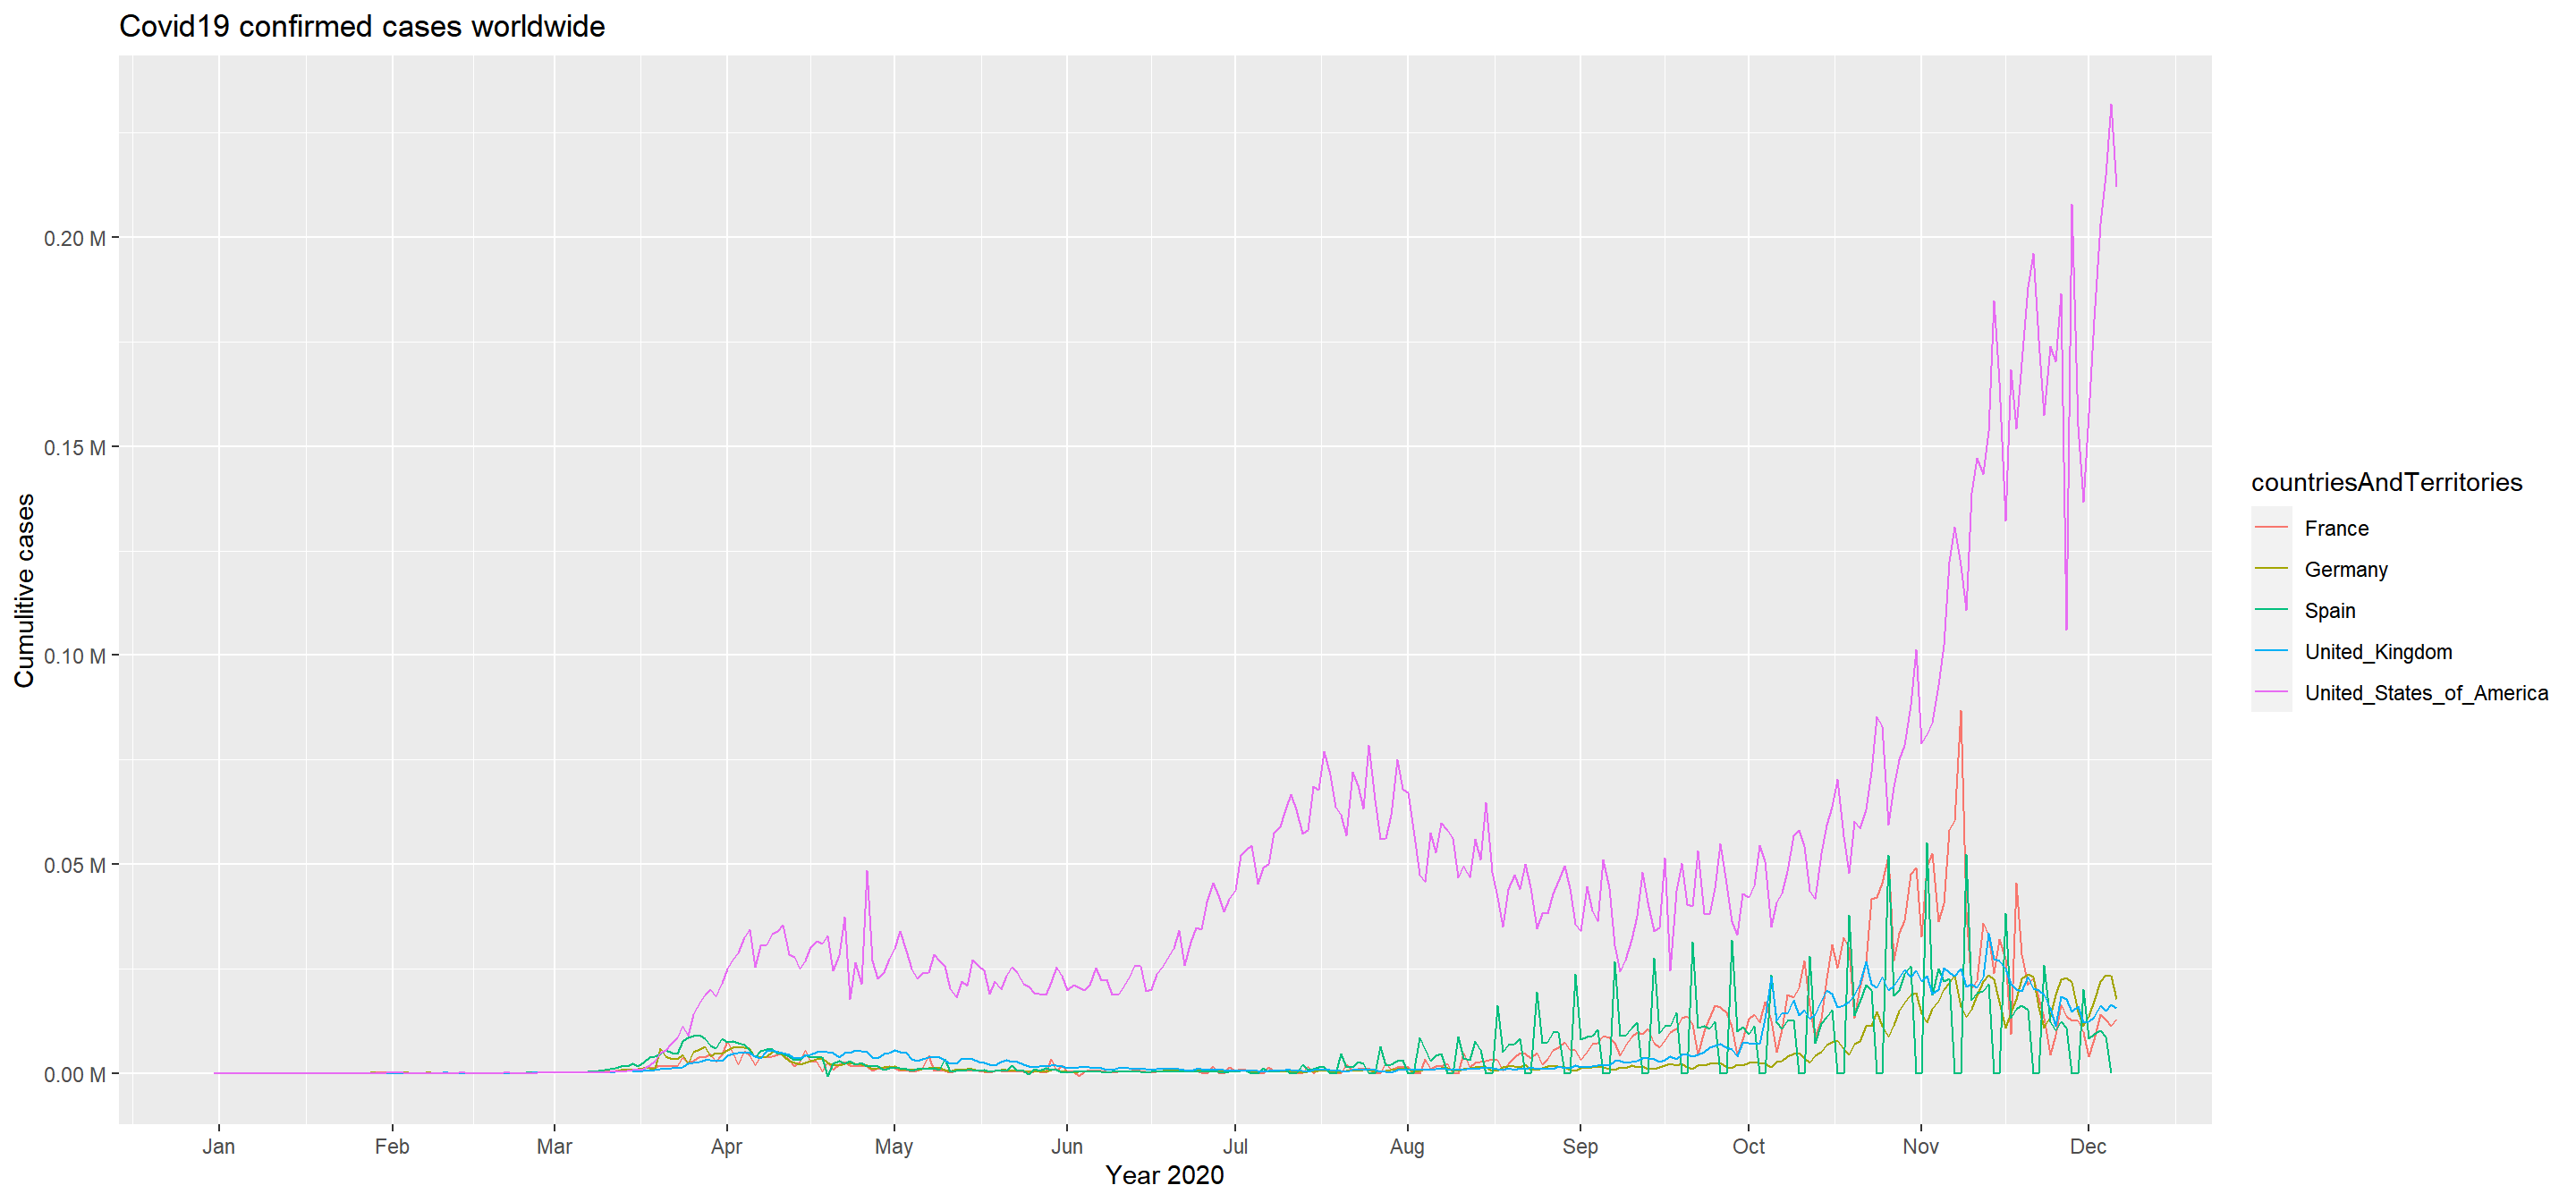 Covid19 confirmed cases worldwide
0.20 M
0.15 M
0.10 M
0.05 M
0.00 M
Cumulitive cases
Jan Feb Mar Apr May Jun Jul Aug Sep Oct Nov Dec
Year 2020
countriesAndTerritories
France
Germany
Spain
United_Kingdom
United_States_of_America